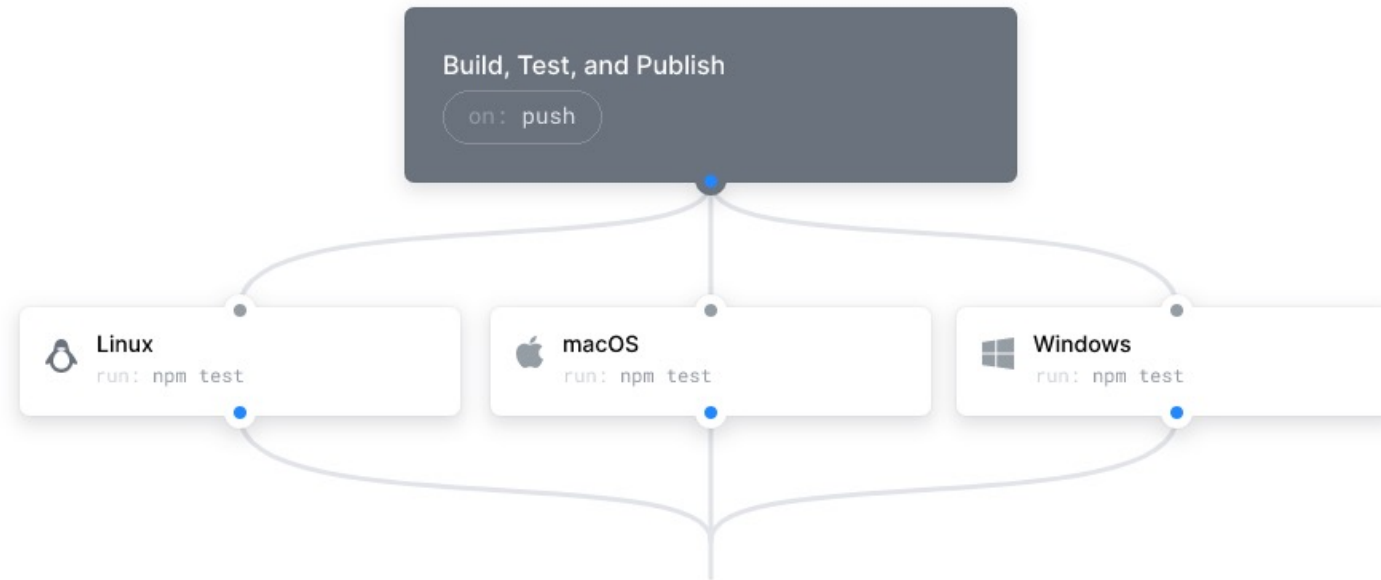 Build, Test, and Publish
on: push
Linux
run: npm test
macOS
run: npm test
Windows
run: npm test